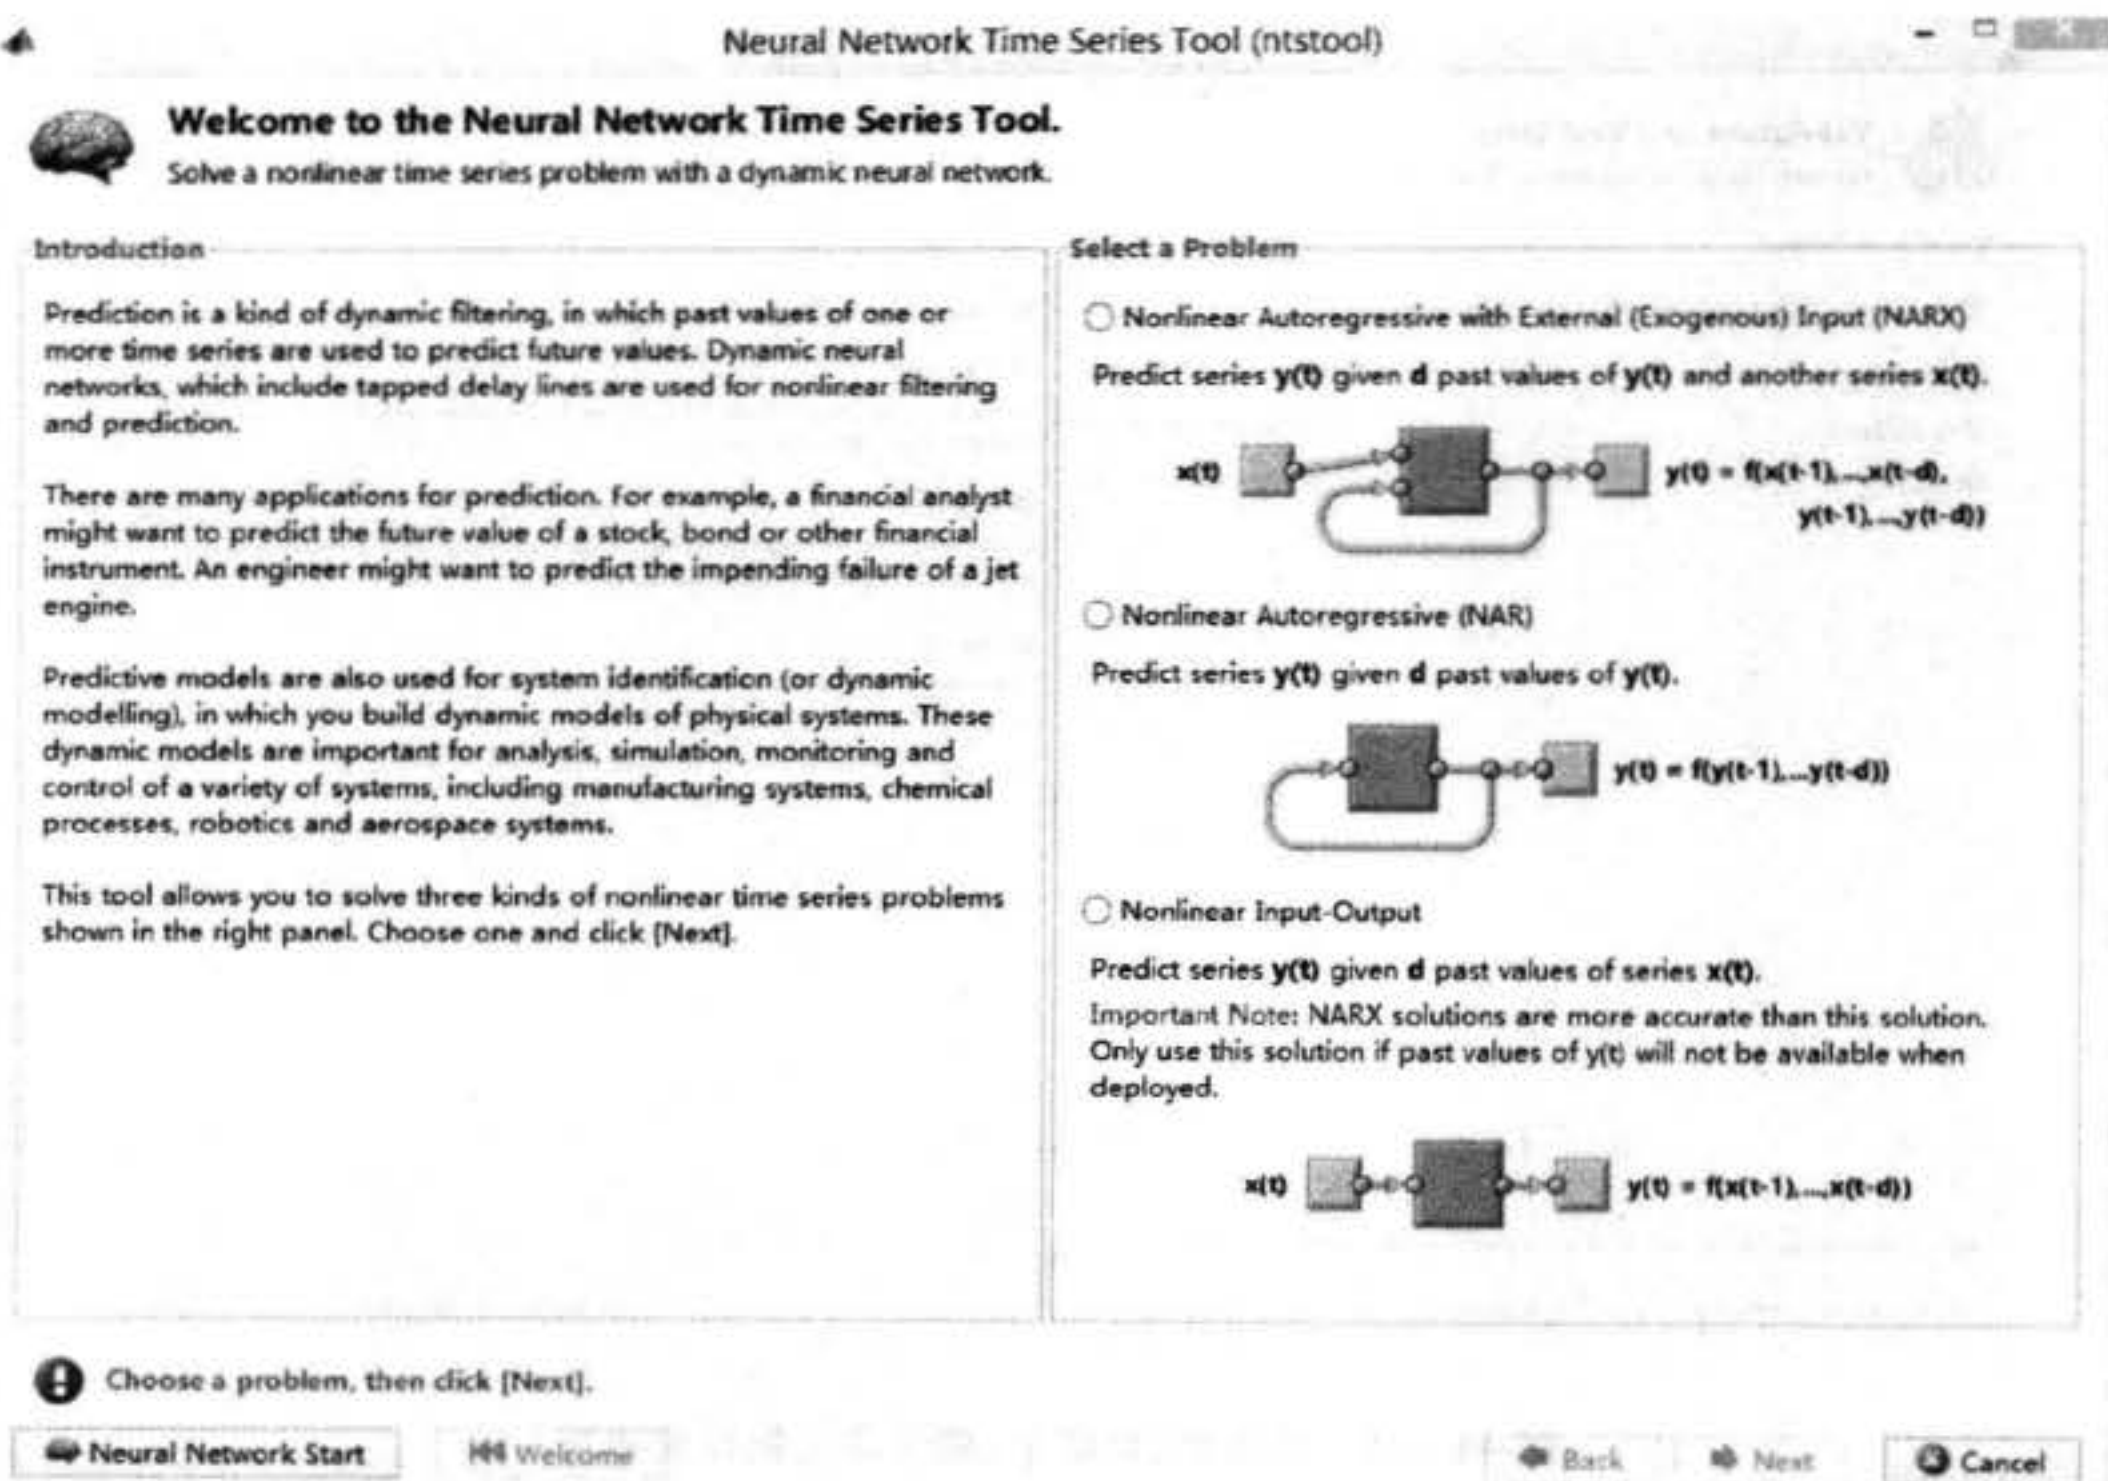 Neural Network Time Series Tool (ntstool)
Welcome to the Neural Network Time Series Tool.
Solve a nonlinear time series problem with a dynamic neural network.
Introduction
Prediction is a kind of dynamic filtering, in which past values of one or
more time series are used to predict future values. Dynamic neural
networks, which include tapped delay lines are used for nonlinear filtering
and prediction.
There are many applications for prediction. For example, a financial analyst
might want to predict the future value of a stock, bond or other financial
instrument. An engineer might want to predict the impending failure of a jet
engine.
Predictive models are also used for system identification (or dynamic
modelling), in which you build dynamic models of physical systems. These
dynamic models are important for analysis, simulation, monitoring and
control of a variety of systems, including manufacturing systems, chemical
processes, robotics and aerospace systems.
This tool allows you to solve three kinds of nonlinear time series problems
shown in the right panel. Choose one and click [Next].
Select a Problem
Nonlinear Autoregressive with External (Exogenous) Input (NARX)
Predict series y(t) given d past values of y(t) and another series x(t).
x(t)
y(t) = f(x(t-1),...,x(t-d),
y(t-1),...,y(t-d))
Nonlinear Autoregressive (NAR)
Predict series y(t) given d past values of y(t).
y(t) = f(y(t-1),...y(t-d))
Nonlinear Input-Output
Predict series y(t) given d past values of series x(t).
Important Note: NARX solutions are more accurate than this solution.
Only use this solution if past values of y(t) will not be available when
deployed.
x(t)
y(t) = f(x(t-1),...,x(t-d))
Choose a problem, then click [Next].
Neural Network Start
Welcome
Back
Next
Cancel